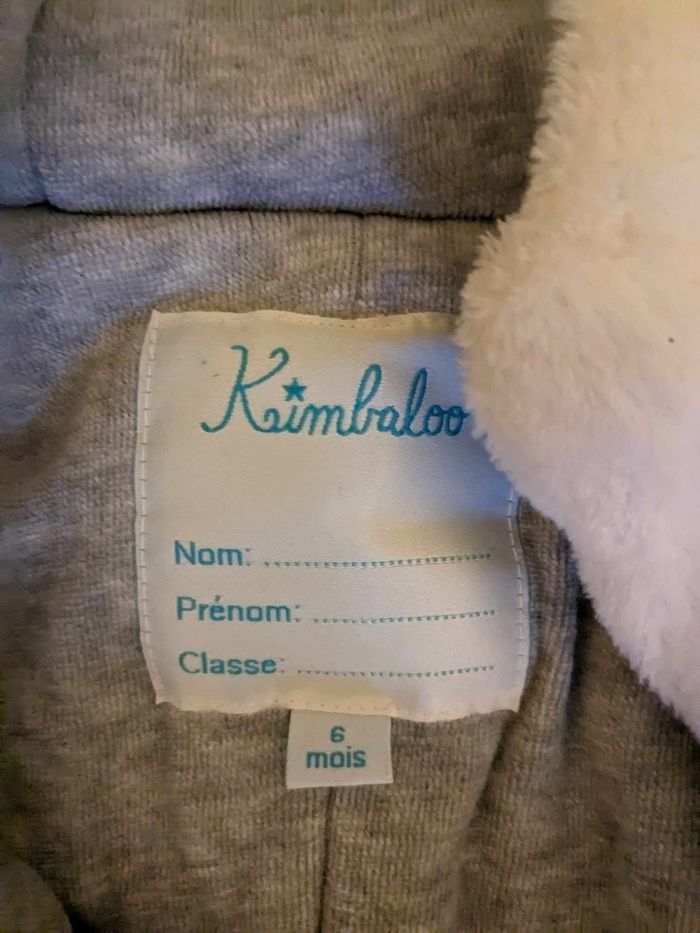 Kimbaloo
Nom: ........................
Prénom: ........................
Classe: ........................
6
mois